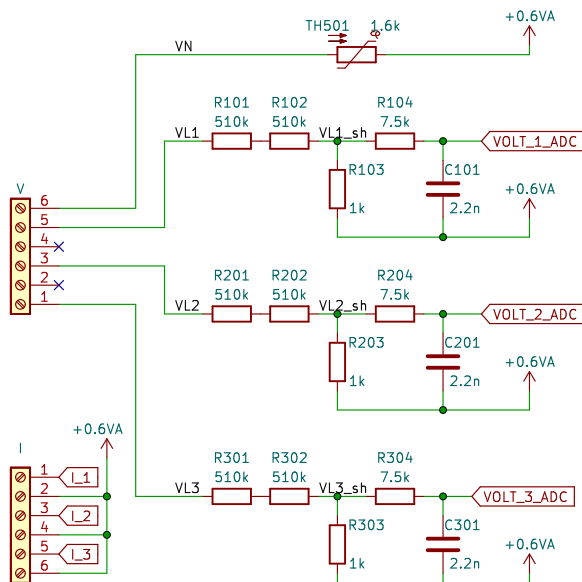 TH501 1.6k
+0.6VA
VN
R101 R102 R104
510k 510k 7.5k
VL1 VL1_sh VOLT_1_ADC
R103 C101
1k 2.2n
+0.6VA
V
6
5
4
3
2
1
R201 R202 R204
510k 510k 7.5k
VL2 VL2_sh VOLT_2_ADC
R203 C201
1k 2.2n
+0.6VA
+0.6VA
I
1 I_1
2
3 I_2
4
5 I_3
6
R301 R302 R304
510k 510k 7.5k
VL3 VL3_sh VOLT_3_ADC
R303 C301
1k 2.2n
+0.6VA